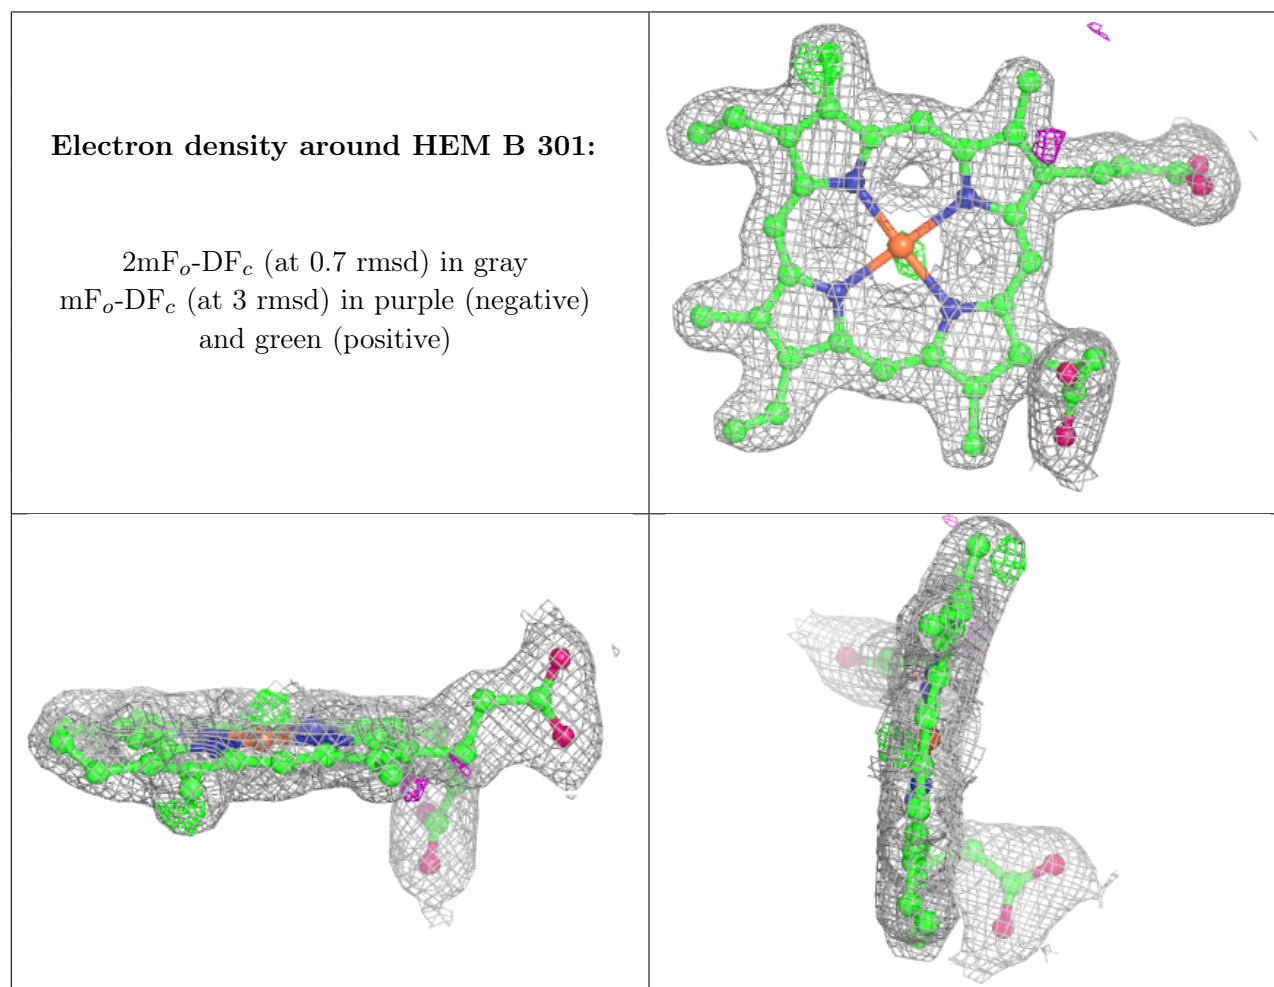 Electron density around HEM B 301:
2mFo-DFc (at 0.7 rmsd) in gray
mFo-DFc (at 3 rmsd) in purple (negative)
and green (positive)